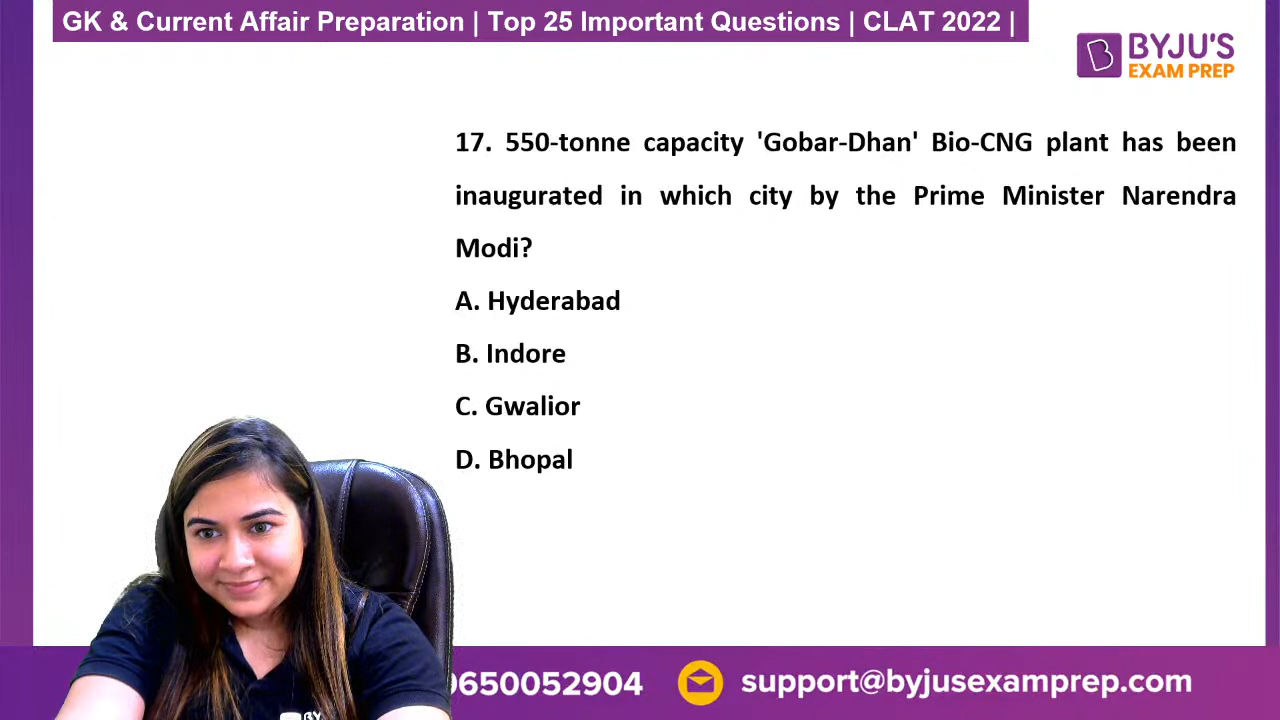 GK & Current Affair Preparation | Top 25 Important Questions | CLAT 2022 |
BYJU'S
EXAM PREP
17. 550-tonne capacity 'Gobar-Dhan' Bio-CNG plant has been
inaugurated in which city by the Prime Minister Narendra
Modi?
A. Hyderabad
B. Indore
C. Gwalior
D. Bhopal
9650052904
support@byjusexamprep.com
BY